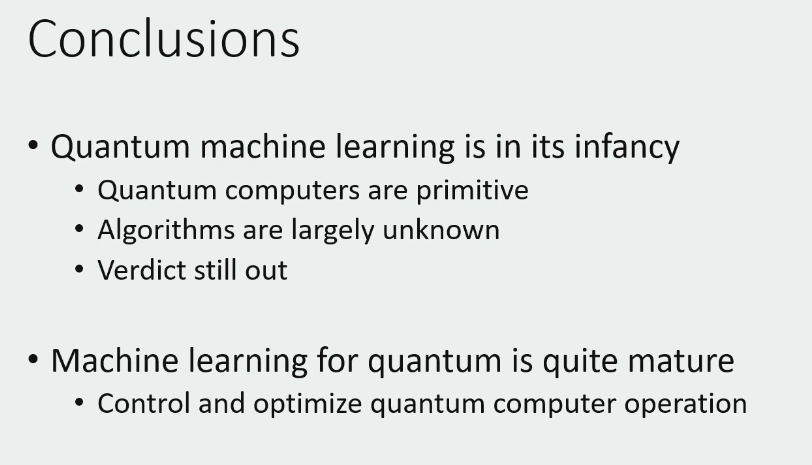 Conclusions
• Quantum machine learning is in its infancy
• Quantum computers are primitive
• Algorithms are largely unknown
• Verdict still out
• Machine learning for quantum is quite mature
• Control and optimize quantum computer operation